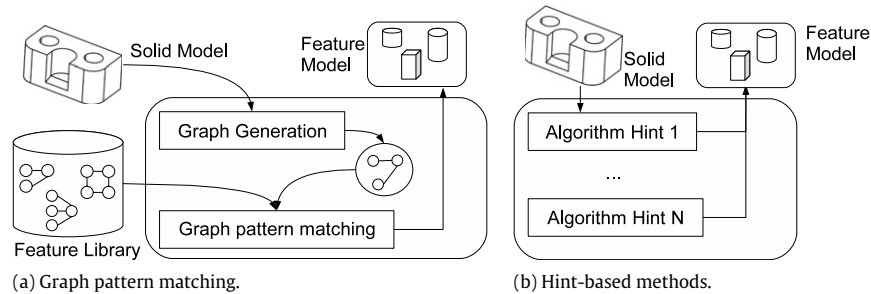 Solid Model
Feature
Model
Graph Generation
Graph pattern matching
Feature Library
(a) Graph pattern matching.
Solid
Model
Feature
Model
Algorithm Hint 1
...
Algorithm Hint N
(b) Hint-based methods.